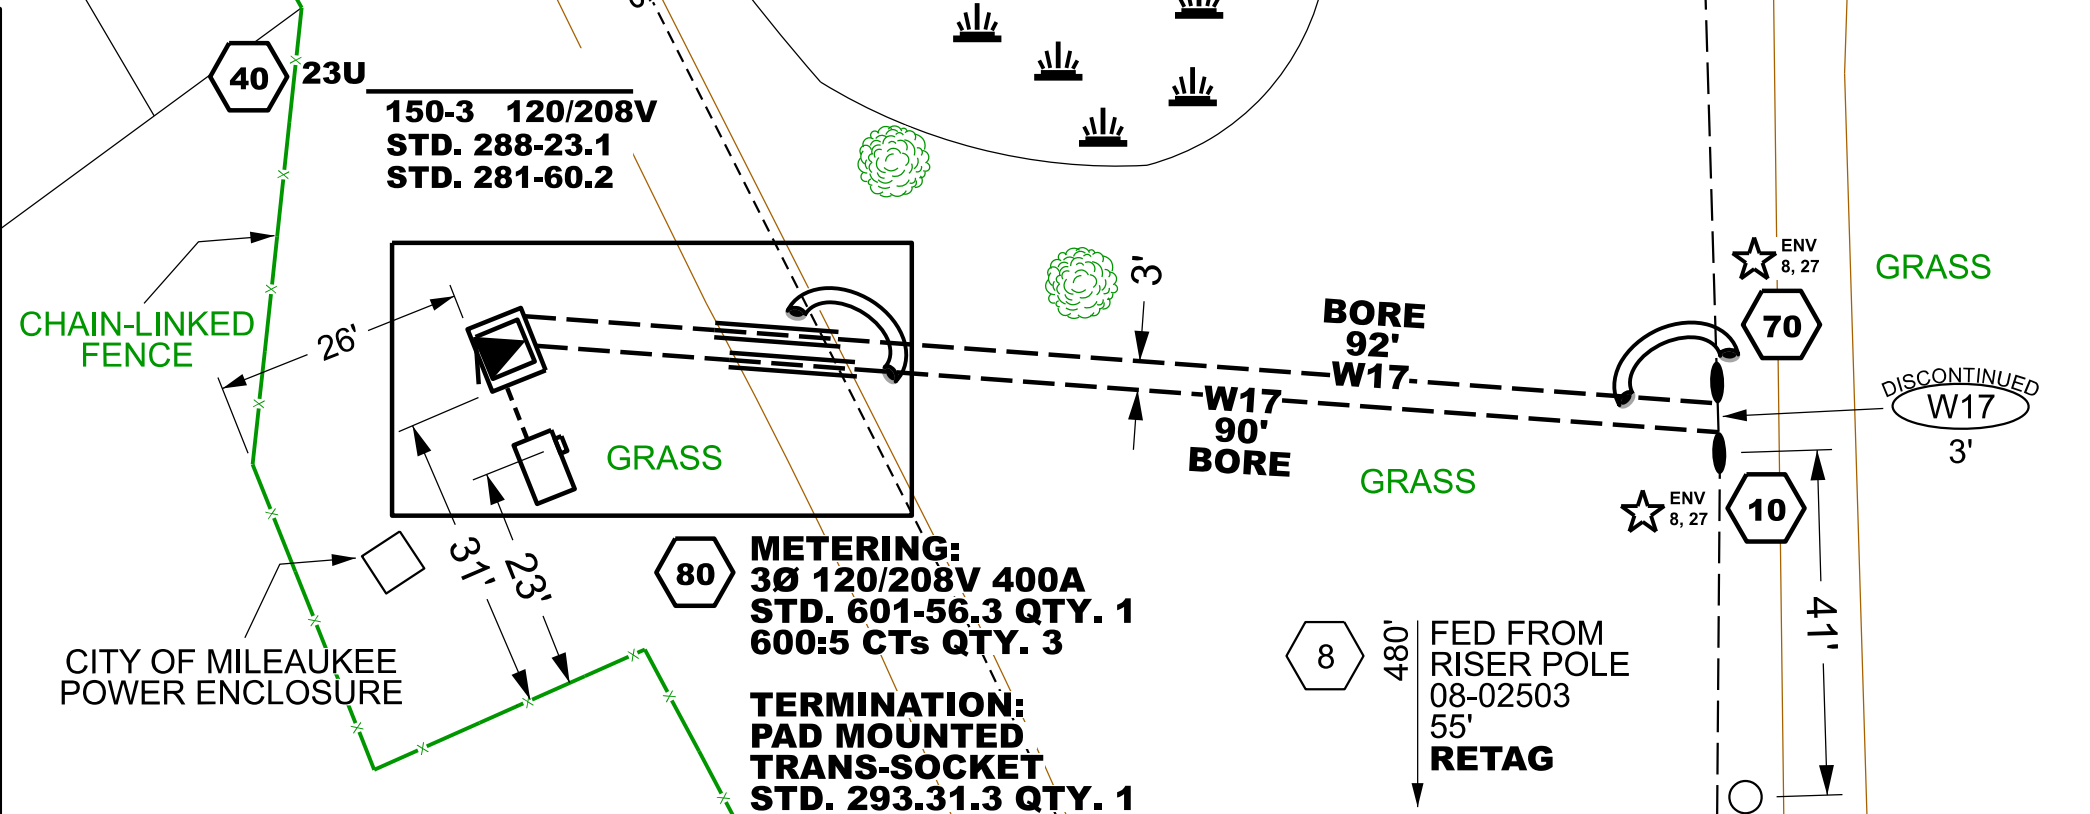 40
23U
150-3 120/208V
STD. 288-23.1
STD. 281-60.2
CHAIN-LINKED
FENCE
26'
3'
BORE
92'
W17
W17
90'
BORE
ENV
8, 27
GRASS
70
DISCONTINUED
W17
3'
GRASS
GRASS
ENV
8, 27
10
31'
23'
41'
CITY OF MILEAUKEE
POWER ENCLOSURE
80
METERING:
3Ø 120/208V 400A
STD. 601-56.3 QTY. 1
600:5 CTs QTY. 3
TERMINATION:
PAD MOUNTED
TRANS-SOCKET
STD. 293.31.3 QTY. 1
8
480'
FED FROM
RISER POLE
08-02503
55'
RETAG